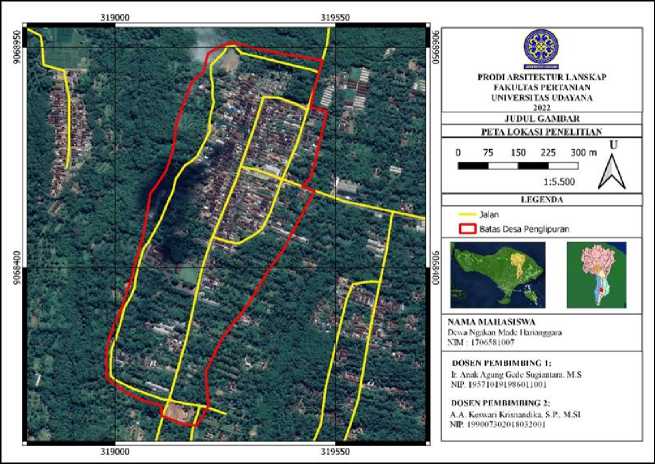 319000
319550
9068950
9068950
9068400
9068400
319000
319550
PRODI ARSITEKTUR LANSKAP
FAKULTAS PERTANIAN
UNIVERSITAS UDAYANA
2022
JUDUL GAMBAR
PETA LOKASI PENELITIAN
U
0 75 150 225 300 m
1:5.500
LEGENDA
Jalan
Batas Desa Penglipuran
NAMA MAHASISWA
Dewa Ngakan Made Harianggara
NIM : 1706581007
DOSEN PEMBIMBING 1:
Ir. Anak Agung Gede Sugiantara, M.S
NIP. 195710191986011001
DOSEN PEMBIMBING 2:
A.A. Keswari Krisnandika, S.P., M.SI
NIP. 199007302018032001